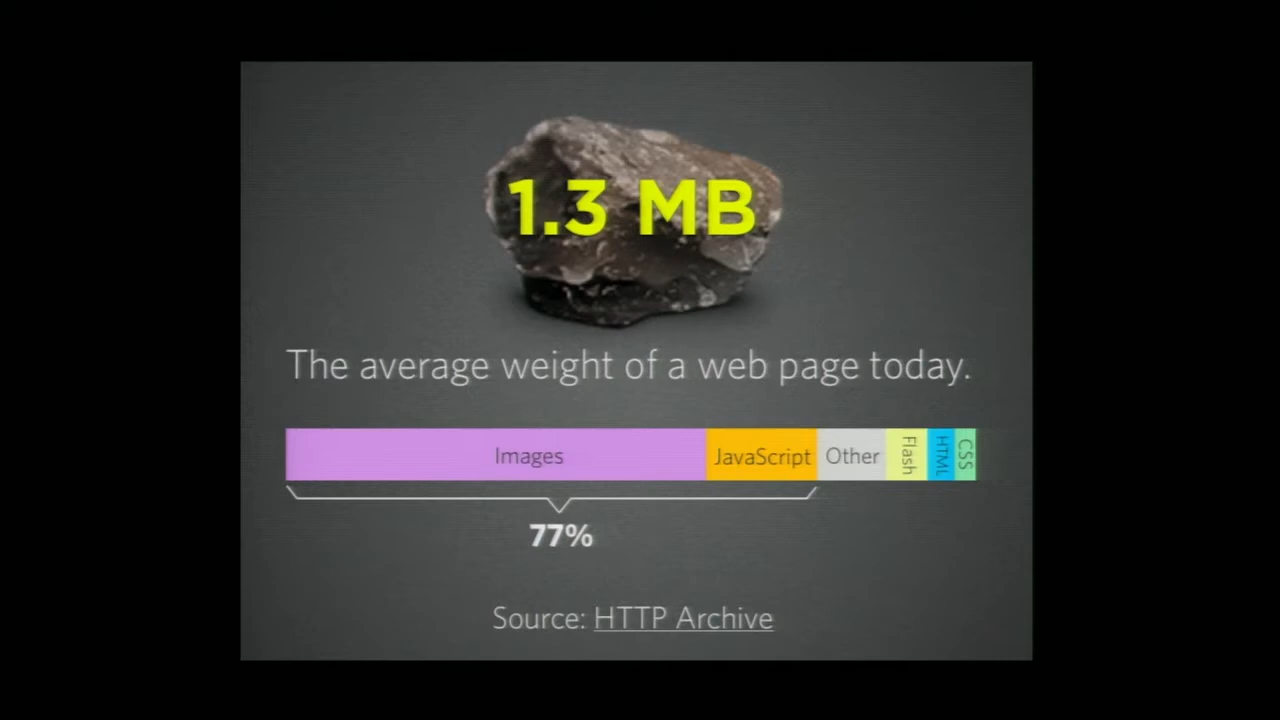 1.3 MB
The average weight of a web page today.
Images JavaScript Other Flash HTML CSS
77%
Source: HTTP Archive